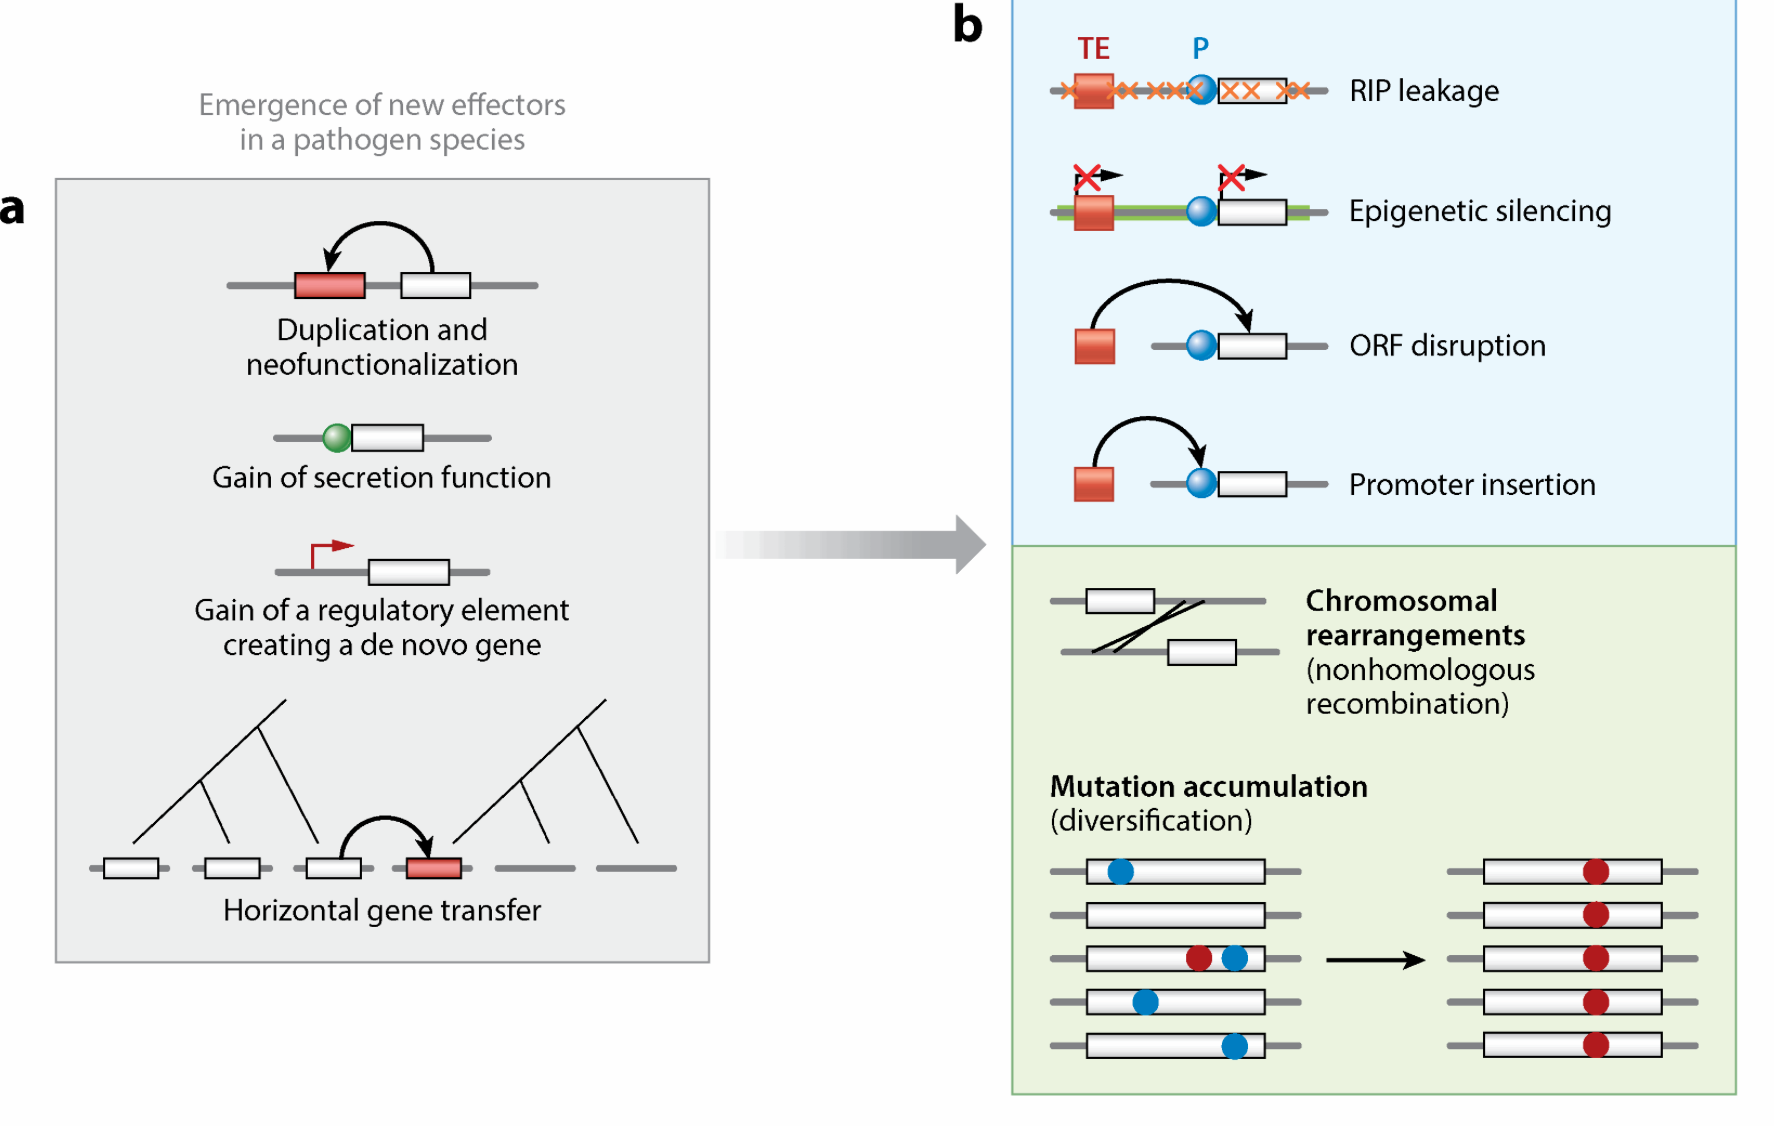 Emergence of new effectors
in a pathogen species
a
Duplication and
neofunctionalization
Gain of secretion function
Gain of a regulatory element
creating a de novo gene
Horizontal gene transfer
b
TE P
RIP leakage
Epigenetic silencing
ORF disruption
Promoter insertion
Chromosomal
rearrangements
(nonhomologous
recombination)
Mutation accumulation
(diversification)